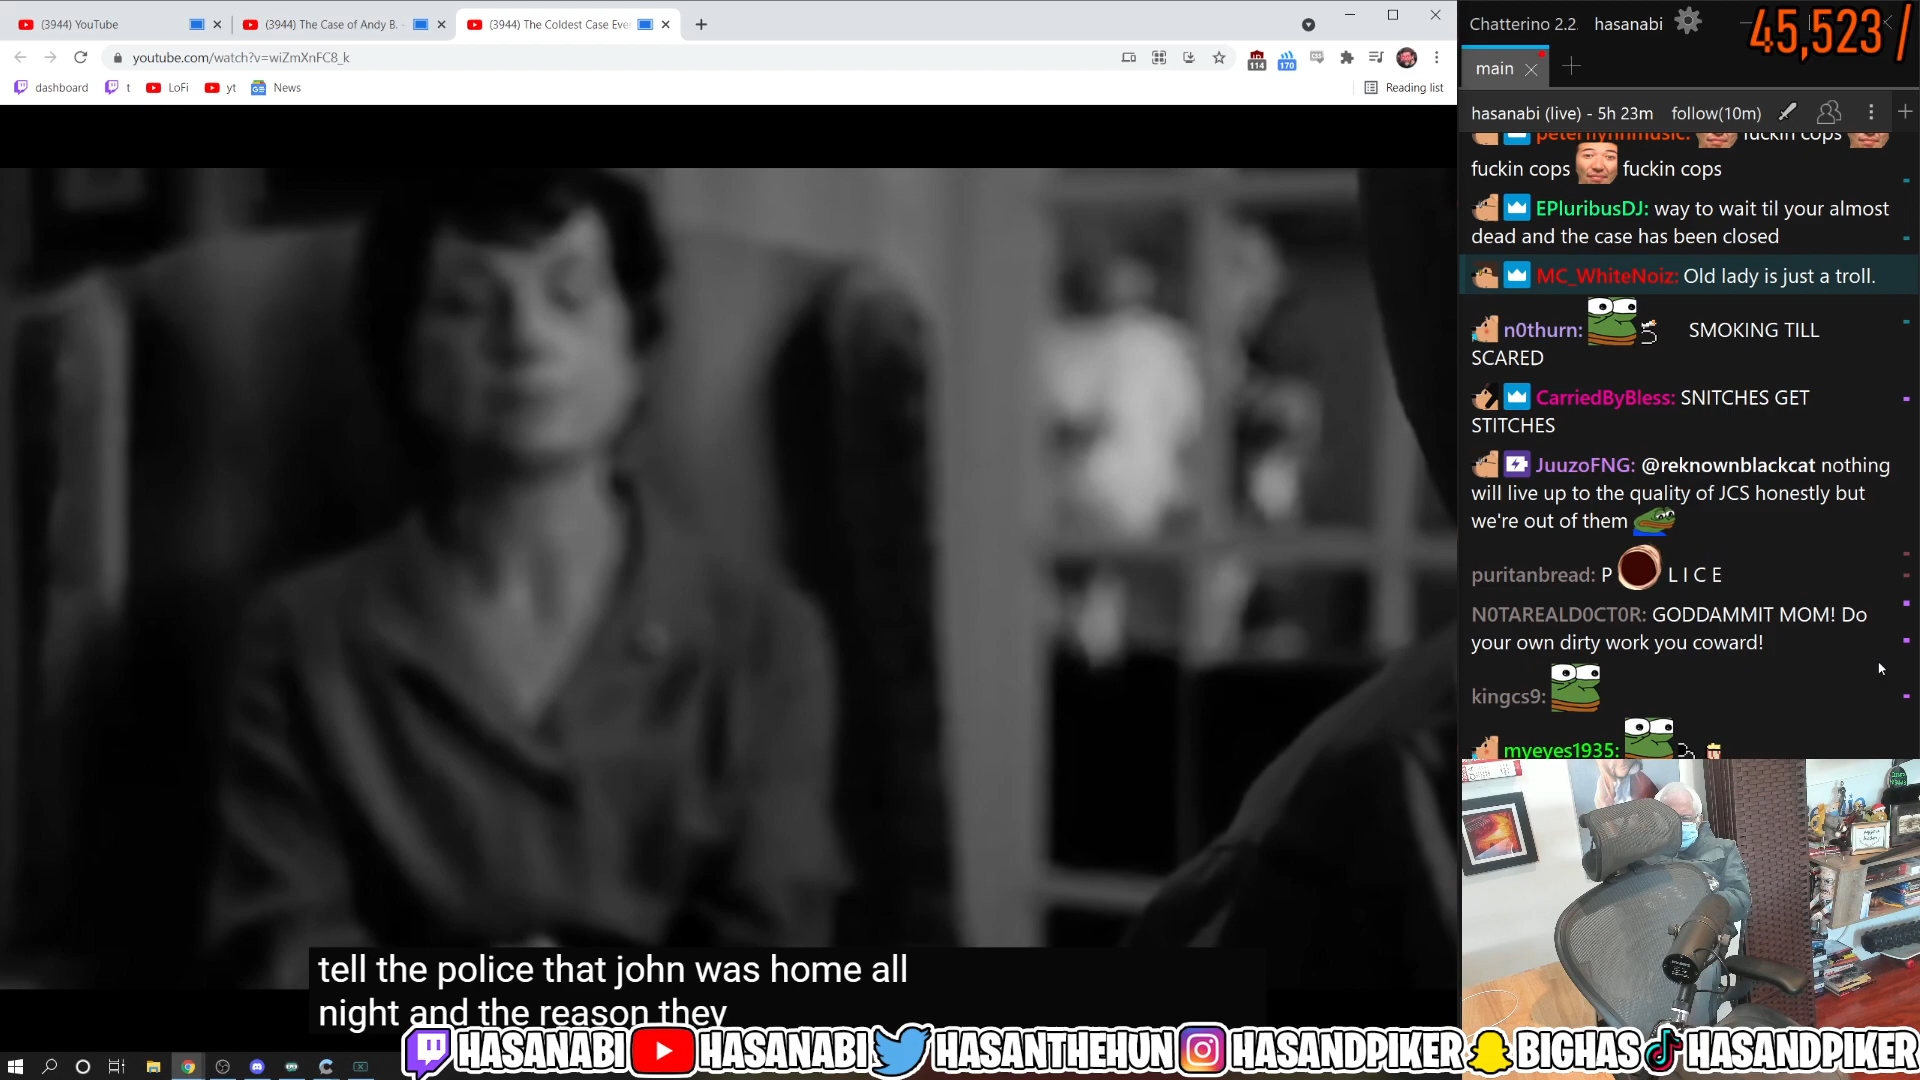 (3944) YouTube
(3944) The Case of Andy B.
(3944) The Coldest Case Ever
youtube.com/watch?v=wiZmXnFC8_k
114
170
dashboard
t
LoFi
yt
News
Reading list
Chatterino 2.2
hasanabi
45,523 /
main
hasanabi (live) - 5h 23m
follow(10m)
fuckin cops
fuckin cops
fuckin cops
EPluribusDJ: way to wait til your almost
dead and the case has been closed
MC_WhiteNoiz: Old lady is just a troll.
n0thurn: SMOKING TILL
SCARED
CarriedByBless: SNITCHES GET
STITCHES
JuuzoFNG: @reknownblackcat nothing
will live up to the quality of JCS honestly but
we're out of them
puritanbread: P L I C E
N0TAREALD0CT0R: GODDAMMIT MOM! Do
your own dirty work you coward!
kingcs9:
myeyes1935:
tell the police that john was home all
night and the reason they
HASANABI
HASANABI
HASANTHEHUN
HASANDPIKER
BIGHAS
HASANDPIKER